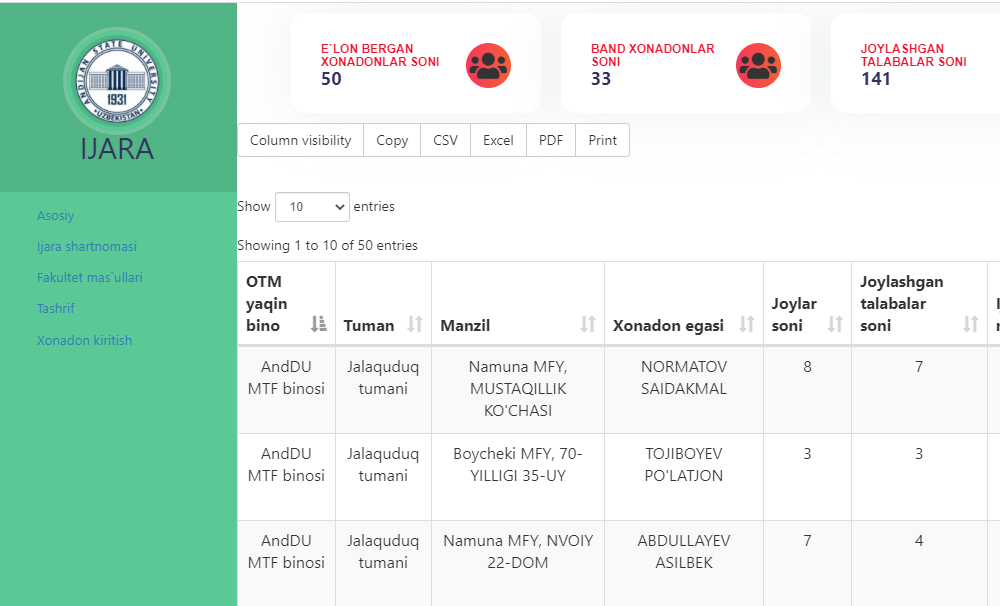 ANDIJAN STATE UNIVERSITY
1931
UZBEKISTAN
IJARA
Asosiy
Ijara shartnomasi
Fakultet mas`ullari
Tashrif
Xonadon kiritish
E`LON BERGAN
XONADONLAR SONI
50
BAND XONADONLAR
SONI
33
JOYLASHGAN
TALABALAR SONI
141
Column visibility Copy CSV Excel PDF Print
Show 10 entries
Showing 1 to 10 of 50 entries
OTM
yaqin
bino
Tuman
Manzil
Xonadon egasi
Joylar
soni
Joylashgan
talabalar
soni
AndDU
MTF binosi
Jalaquduq
tumani
Namuna MFY,
MUSTAQILLIK
KO'CHASI
NORMATOV
SAIDAKMAL
8
7
AndDU
MTF binosi
Jalaquduq
tumani
Boycheki MFY, 70-
YILLIGI 35-UY
TOJIBOYEV
PO'LATJON
3
3
AndDU
MTF binosi
Jalaquduq
tumani
Namuna MFY, NVOIY
22-DOM
ABDULLAYEV
ASILBEK
7
4